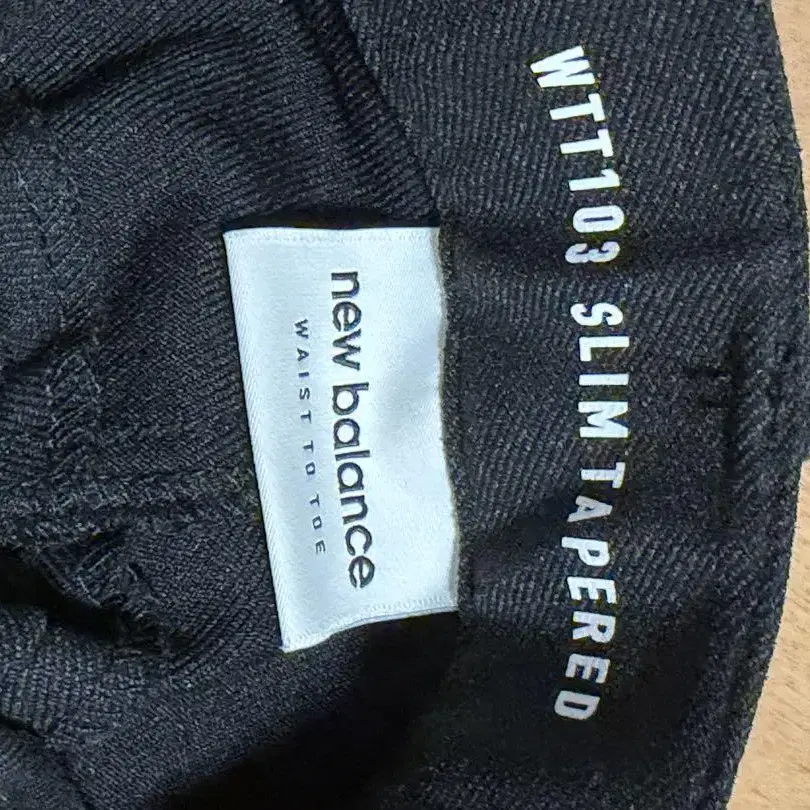 WTT103 SLIM TAPERED
new balance
WAIST TO TOE